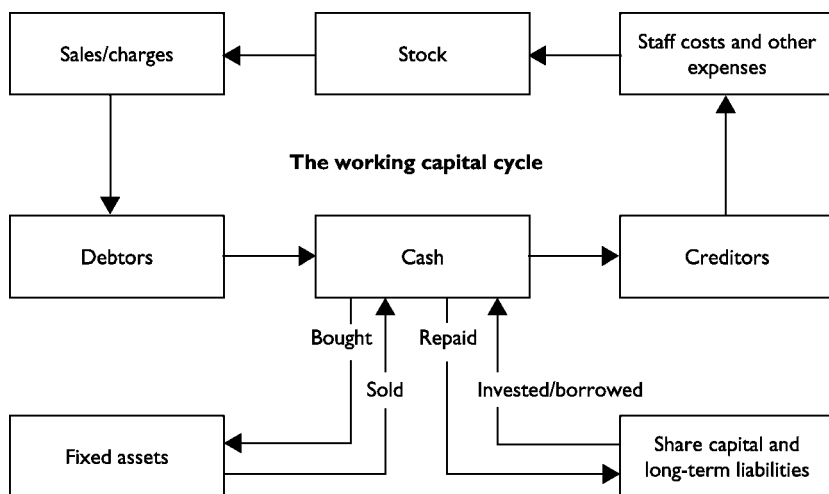 Sales/charges
Stock
Staff costs and other
expenses
The working capital cycle
Debtors
Cash
Creditors
Bought
Repaid
Sold
Invested/borrowed
Fixed assets
Share capital and
long-term liabilities